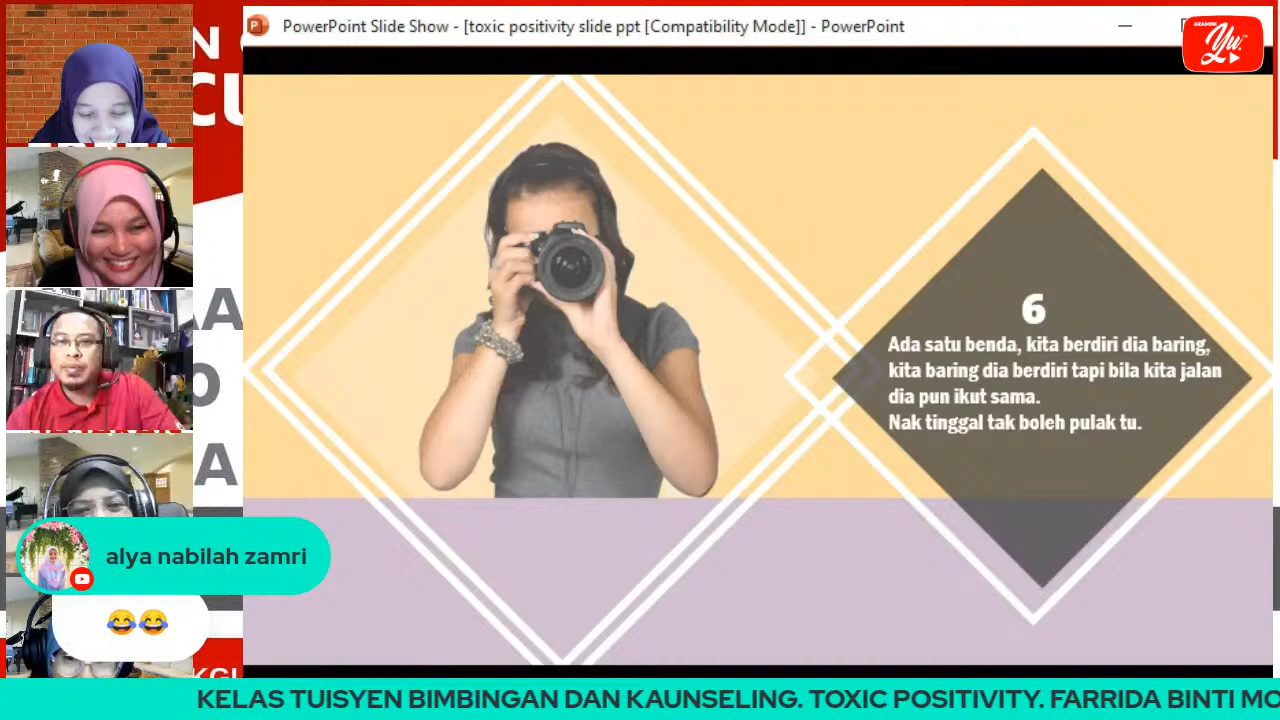 PowerPoint Slide Show - [toxic positivity slide ppt [Compatibility Mode]] - PowerPoint
AKADEMI
Yu.
6
Ada satu benda, kita berdiri dia baring,
kita baring dia berdiri tapi bila kita jalan
dia pun ikut sama.
Nak tinggal tak boleh pulak tu.
alya nabilah zamri
😂😂
KELAS TUISYEN BIMBINGAN DAN KAUNSELING. TOXIC POSITIVITY. FARRIDA BINTI MO